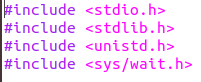 #include <stdio.h>
#include <stdlib.h>
#include <unistd.h>
#include <sys/wait.h>